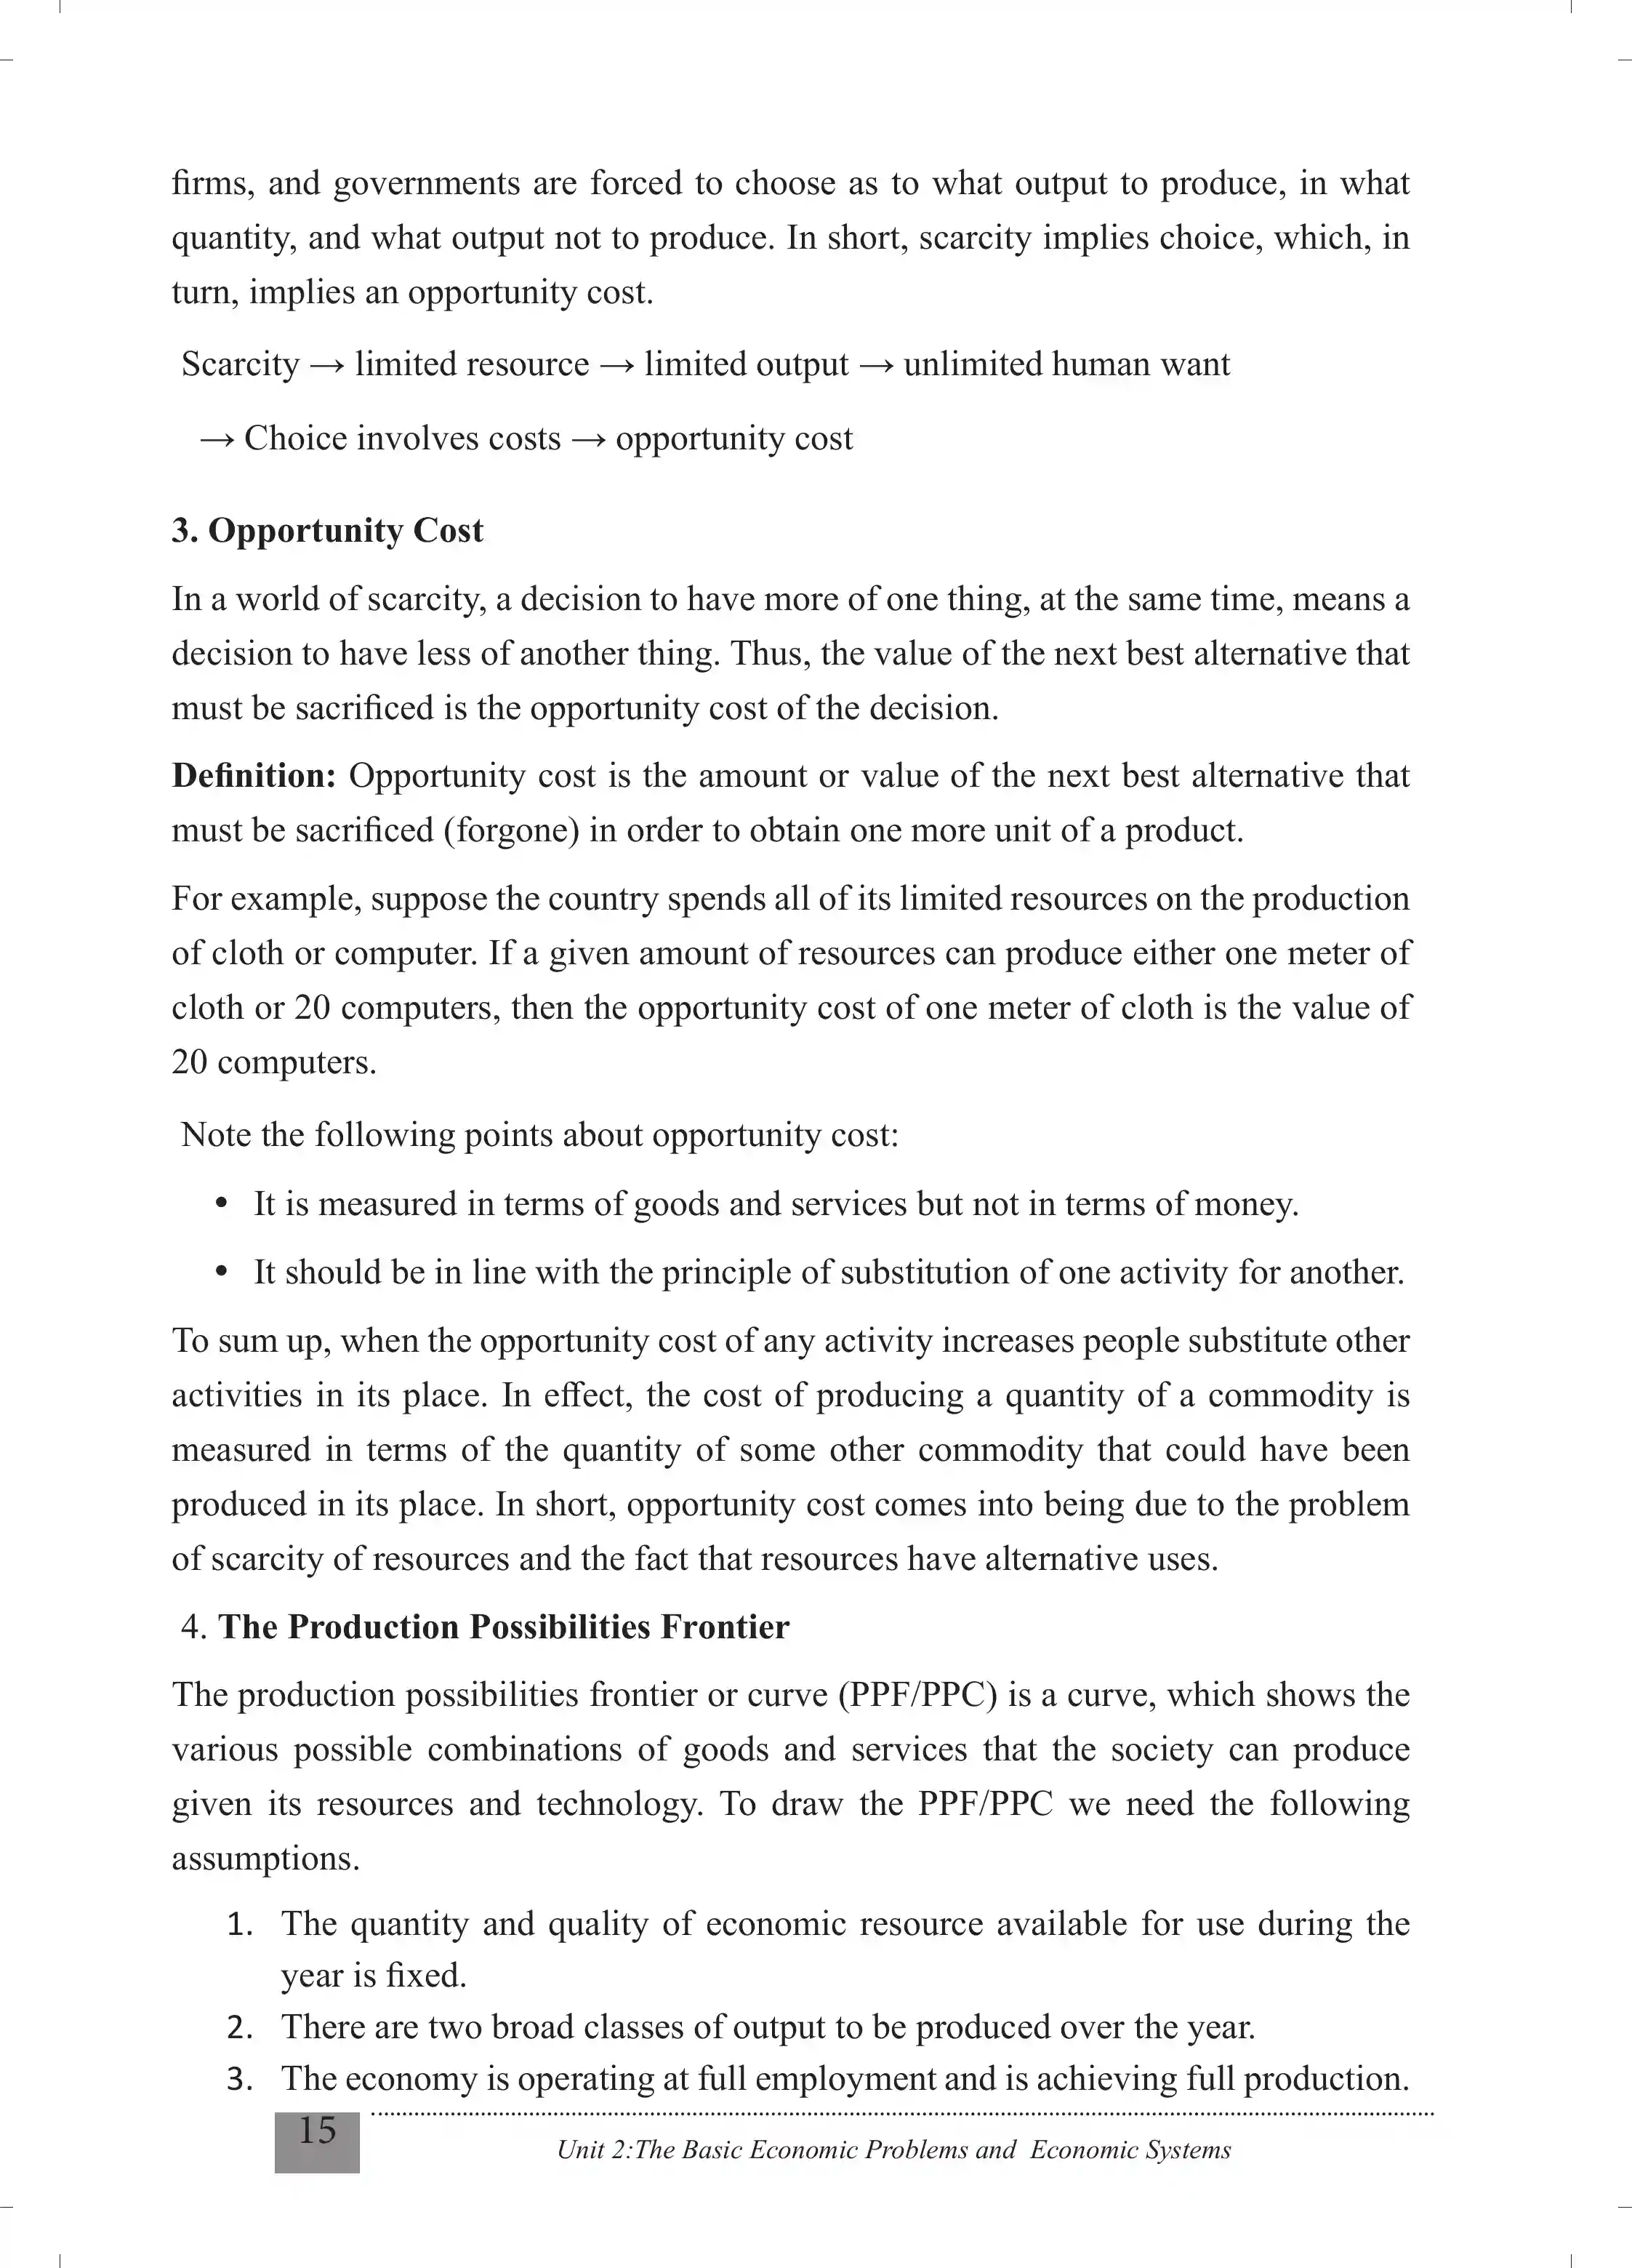 firms, and governments are forced to choose as to what output to produce, in what
quantity, and what output not to produce. In short, scarcity implies choice, which, in
turn, implies an opportunity cost.
Scarcity → limited resource → limited output → unlimited human want
→ Choice involves costs → opportunity cost
3. Opportunity Cost
In a world of scarcity, a decision to have more of one thing, at the same time, means a
decision to have less of another thing. Thus, the value of the next best alternative that
must be sacrificed is the opportunity cost of the decision.
Definition: Opportunity cost is the amount or value of the next best alternative that
must be sacrificed (forgone) in order to obtain one more unit of a product.
For example, suppose the country spends all of its limited resources on the production
of cloth or computer. If a given amount of resources can produce either one meter of
cloth or 20 computers, then the opportunity cost of one meter of cloth is the value of
20 computers.
Note the following points about opportunity cost:
• It is measured in terms of goods and services but not in terms of money.
• It should be in line with the principle of substitution of one activity for another.
To sum up, when the opportunity cost of any activity increases people substitute other
activities in its place. In effect, the cost of producing a quantity of a commodity is
measured in terms of the quantity of some other commodity that could have been
produced in its place. In short, opportunity cost comes into being due to the problem
of scarcity of resources and the fact that resources have alternative uses.
4. The Production Possibilities Frontier
The production possibilities frontier or curve (PPF/PPC) is a curve, which shows the
various possible combinations of goods and services that the society can produce
given its resources and technology. To draw the PPF/PPC we need the following
assumptions.
1. The quantity and quality of economic resource available for use during the
year is fixed.
2. There are two broad classes of output to be produced over the year.
3. The economy is operating at full employment and is achieving full production.
15
Unit 2:The Basic Economic Problems and Economic Systems